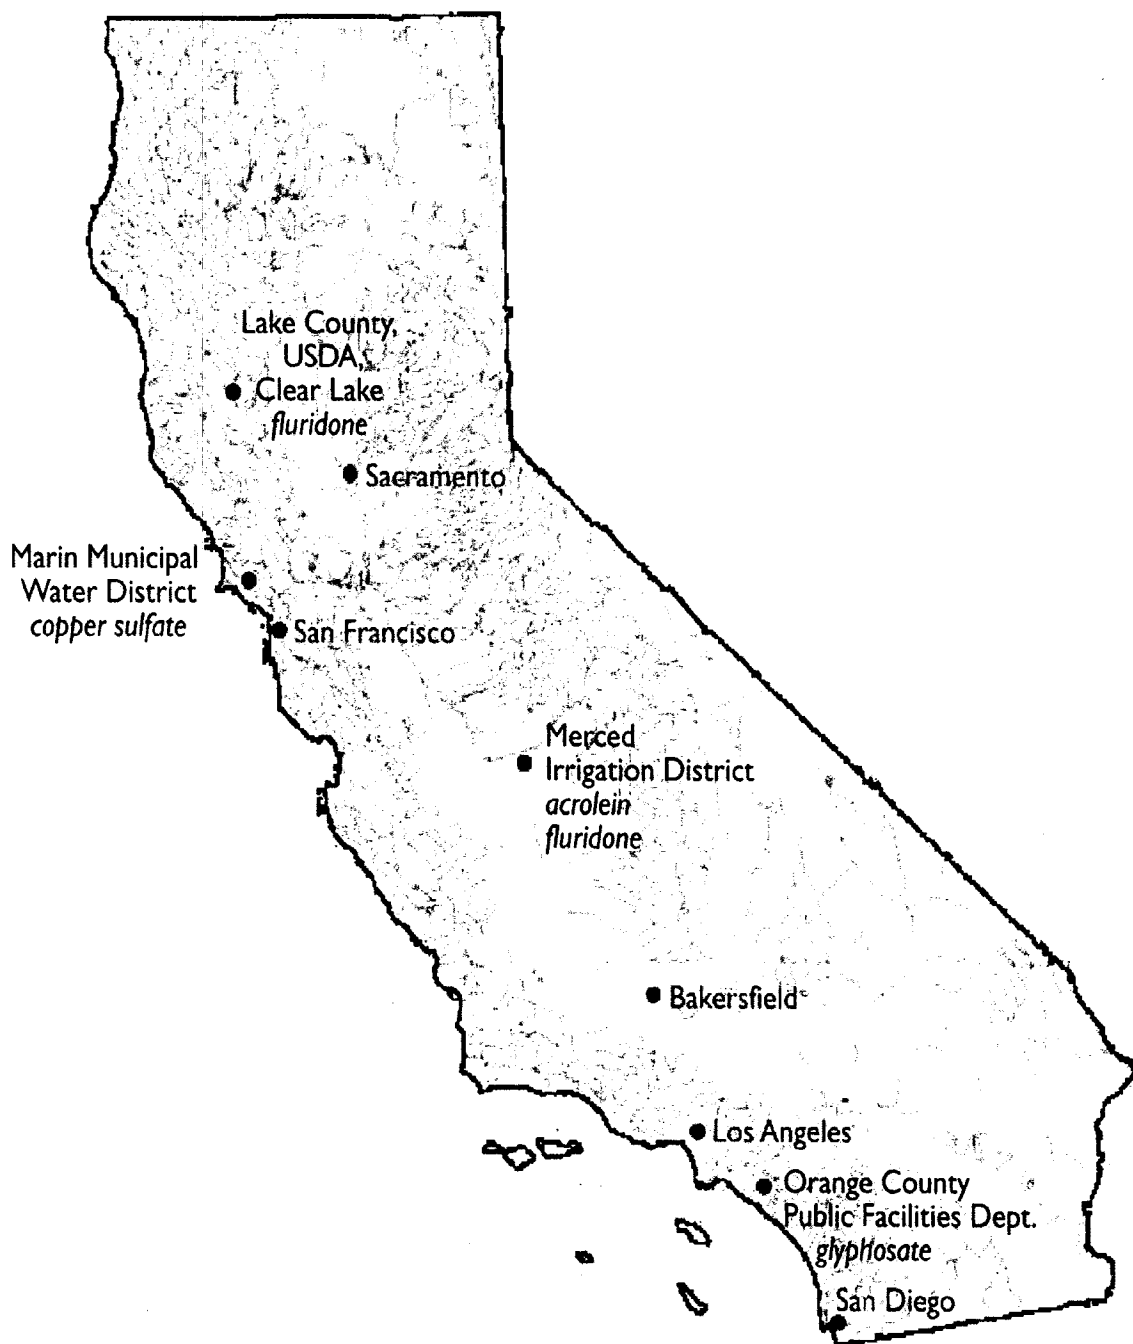 Lake County,
USDA,
Clear Lake
fluridone
Sacramento
Marin Municipal
Water District
copper sulfate
San Francisco
Merced
Irrigation District
acrolein
fluridone
Bakersfield
Los Angeles
Orange County
Public Facilities Dept.
glyphosate
San Diego